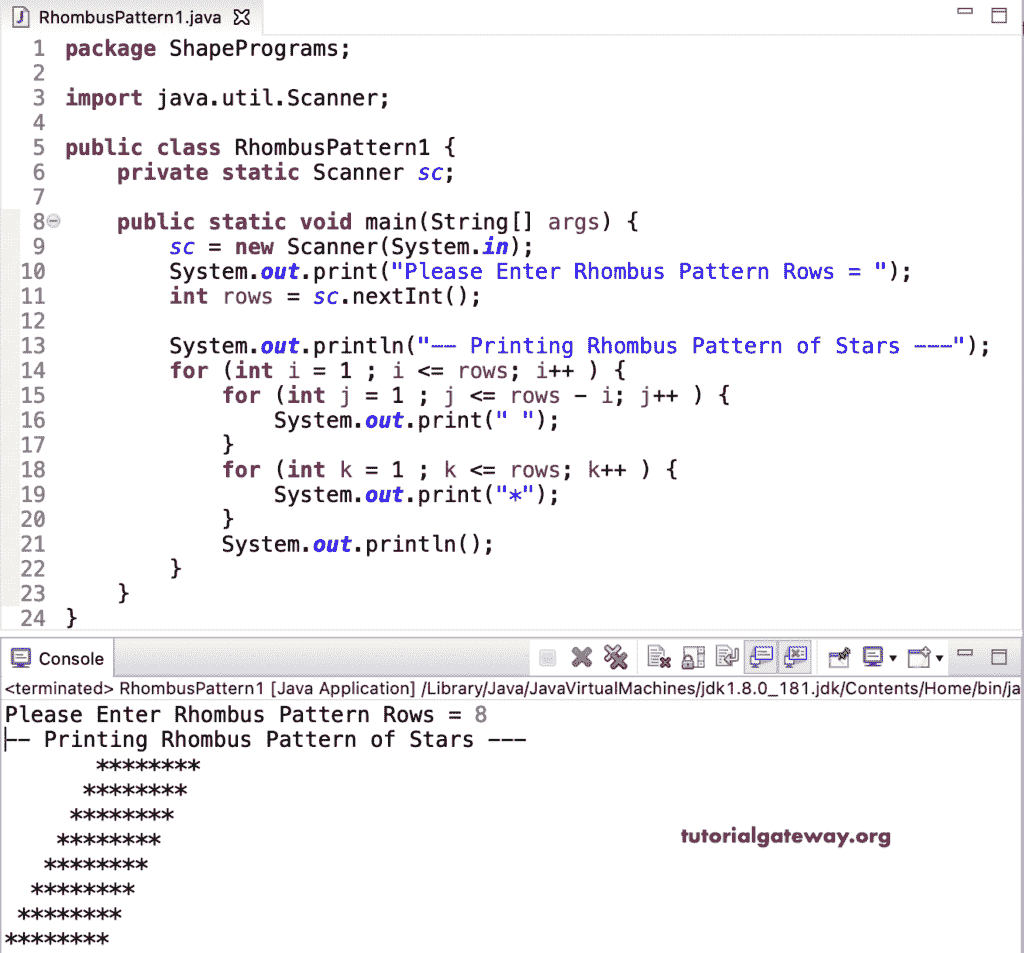 RhombusPattern1.java
1 package ShapePrograms;
2
3 import java.util.Scanner;
4
5 public class RhombusPattern1 {
6     private static Scanner sc;
7
8     public static void main(String[] args) {
9         sc = new Scanner(System.in);
10         System.out.print("Please Enter Rhombus Pattern Rows = ");
11         int rows = sc.nextInt();
12
13         System.out.println("-- Printing Rhombus Pattern of Stars ---");
14         for (int i = 1 ; i <= rows; i++ ) {
15             for (int j = 1 ; j <= rows - i; j++ ) {
16                 System.out.print(" ");
17             }
18             for (int k = 1 ; k <= rows; k++ ) {
19                 System.out.print("*");
20             }
21             System.out.println();
22         }
23     }
24 }
Console
<terminated> RhombusPattern1 [Java Application] /Library/Java/JavaVirtualMachines/jdk1.8.0_181.jdk/Contents/Home/bin/ja
Please Enter Rhombus Pattern Rows = 8
-- Printing Rhombus Pattern of Stars ---
       ********
      ********
     ********
    ********
   ********
  ********
 ********
********
tutorialgateway.org